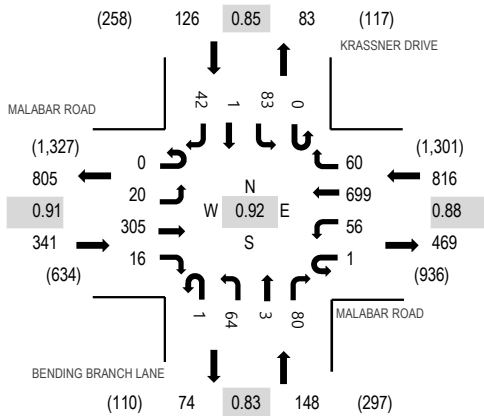 (258) 126 0.85 83 (117)
KRASSNER DRIVE
MALABAR ROAD
42 1 83 0
(1,327) (1,301)
0 60
805 816
20 N 699
0.91 W 0.92 E 0.88
305 S 56
341 469
16 1
(634) (936)
1 64 3 80
MALABAR ROAD
BENDING BRANCH LANE
(110) 74 0.83 148 (297)